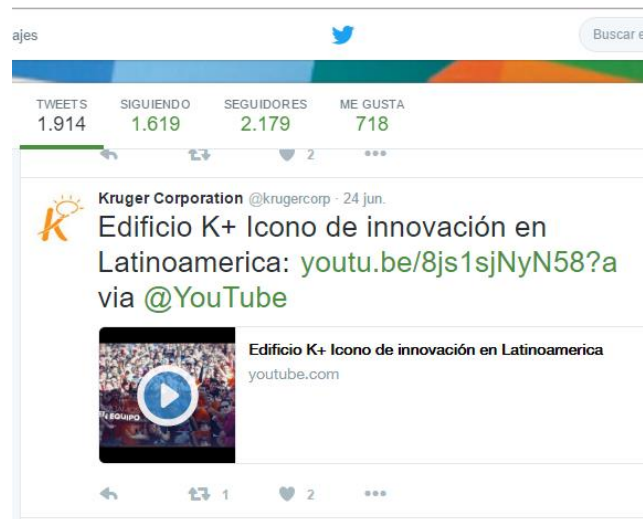 ajes
Buscar e
TWEETS SIGUIENDO SEGUIDORES ME GUSTA
1.914 1.619 2.179 718
2
Kruger Corporation @krugercorp · 24 jun.
Edificio K+ Icono de innovación en
Latinoamerica: youtu.be/8js1sjNyN58?a
via @YouTube
Edificio K+ Icono de innovación en Latinoamerica
youtube.com
EQUIPO
1 2